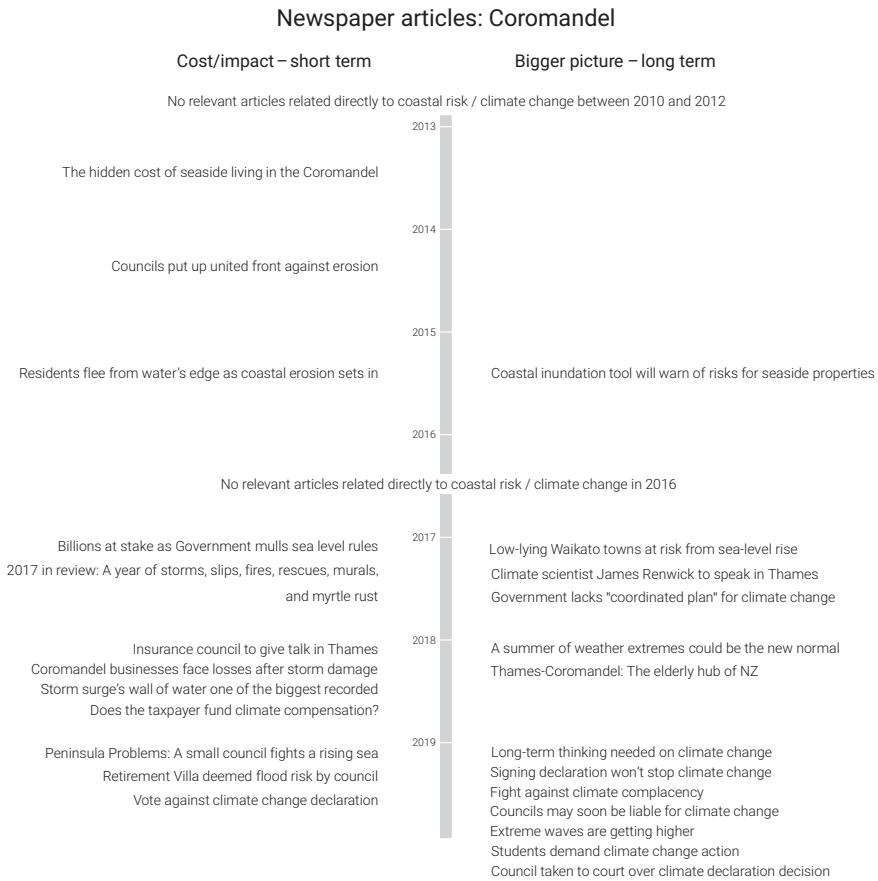 Newspaper articles: Coromandel
Cost/impact – short term
Bigger picture – long term
No relevant articles related directly to coastal risk / climate change between 2010 and 2012
2013
The hidden cost of seaside living in the Coromandel
2014
Councils put up united front against erosion
2015
Residents flee from water's edge as coastal erosion sets in
Coastal inundation tool will warn of risks for seaside properties
2016
No relevant articles related directly to coastal risk / climate change in 2016
2017
Billions at stake as Government mulls sea level rules
2017 in review: A year of storms, slips, fires, rescues, murals,
and myrtle rust
Low-lying Waikato towns at risk from sea-level rise
Climate scientist James Renwick to speak in Thames
Government lacks "coordinated plan" for climate change
2018
Insurance council to give talk in Thames
Coromandel businesses face losses after storm damage
Storm surge's wall of water one of the biggest recorded
Does the taxpayer fund climate compensation?
A summer of weather extremes could be the new normal
Thames-Coromandel: The elderly hub of NZ
2019
Peninsula Problems: A small council fights a rising sea
Retirement Villa deemed flood risk by council
Vote against climate change declaration
Long-term thinking needed on climate change
Signing declaration won't stop climate change
Fight against climate complacency
Councils may soon be liable for climate change
Extreme waves are getting higher
Students demand climate change action
Council taken to court over climate declaration decision